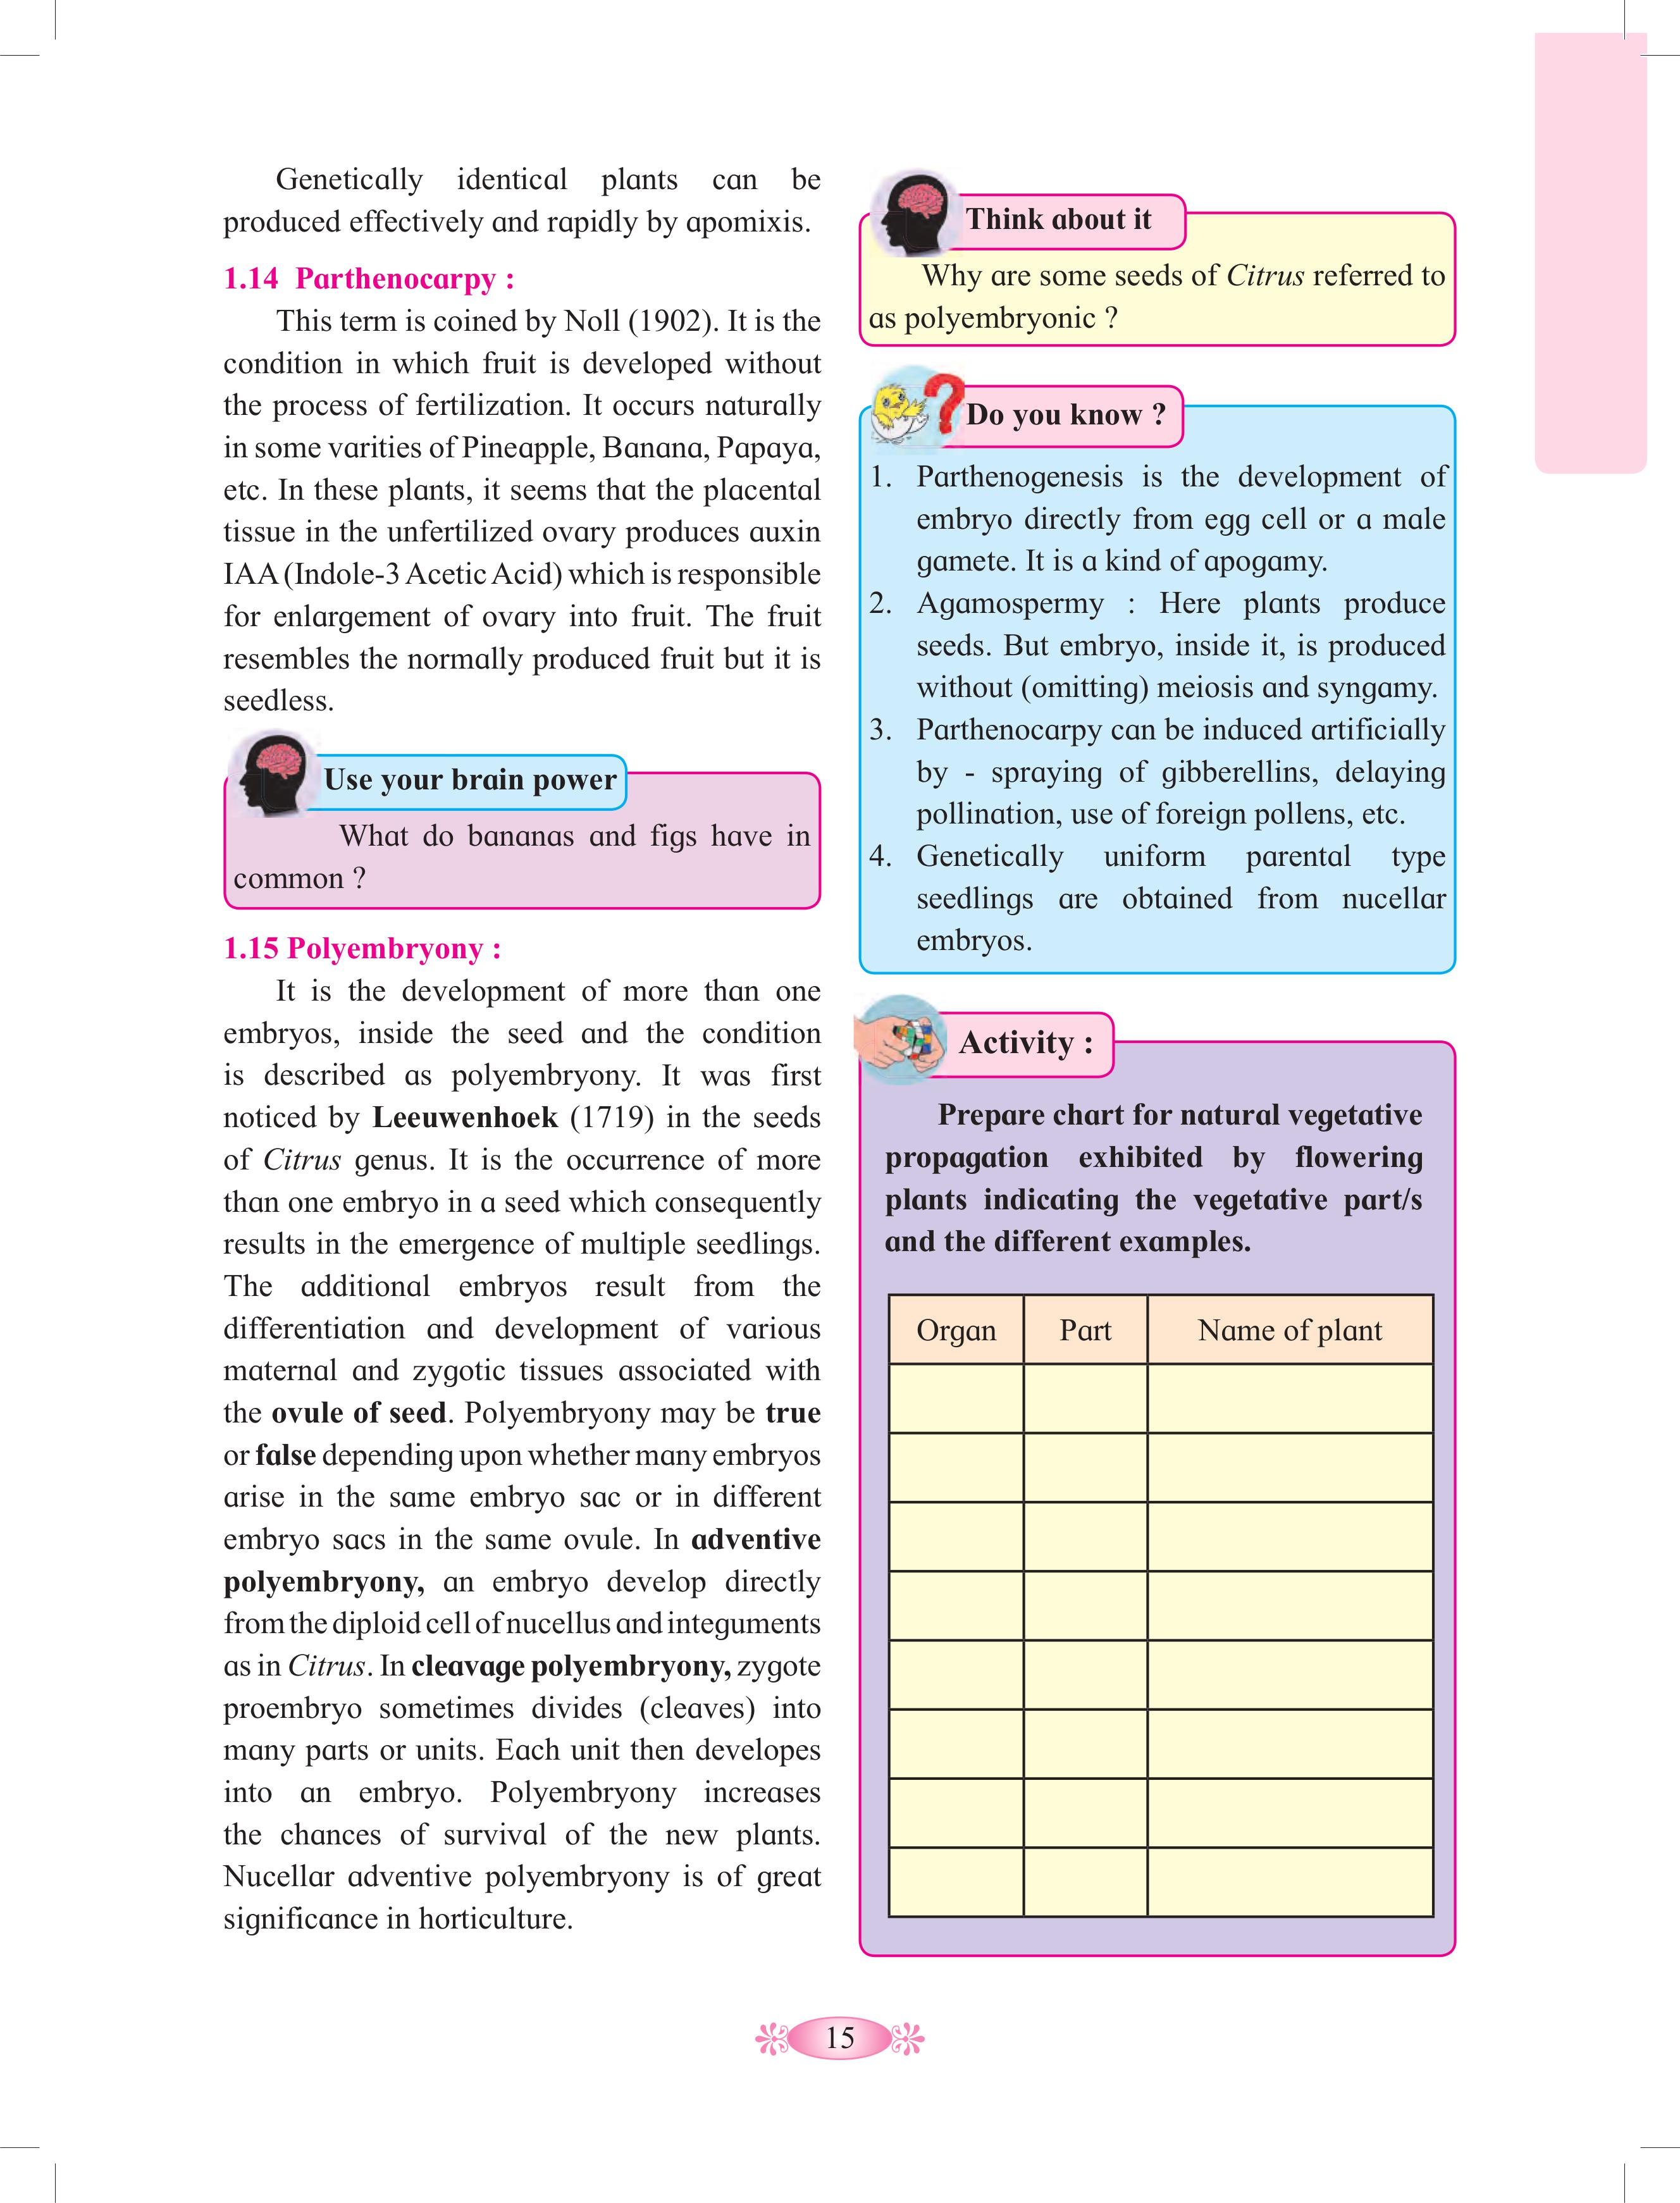 Genetically identical plants can be
produced effectively and rapidly by apomixis.
1.14 Parthenocarpy :
This term is coined by Noll (1902). It is the
condition in which fruit is developed without
the process of fertilization. It occurs naturally
in some varities of Pineapple, Banana, Papaya,
etc. In these plants, it seems that the placental
tissue in the unfertilized ovary produces auxin
IAA (Indole-3 Acetic Acid) which is responsible
for enlargement of ovary into fruit. The fruit
resembles the normally produced fruit but it is
seedless.
Use your brain power
What do bananas and figs have in
common ?
1.15 Polyembryony :
It is the development of more than one
embryos, inside the seed and the condition
is described as polyembryony. It was first
noticed by Leeuwenhoek (1719) in the seeds
of Citrus genus. It is the occurrence of more
than one embryo in a seed which consequently
results in the emergence of multiple seedlings.
The additional embryos result from the
differentiation and development of various
maternal and zygotic tissues associated with
the ovule of seed. Polyembryony may be true
or false depending upon whether many embryos
arise in the same embryo sac or in different
embryo sacs in the same ovule. In adventive
polyembryony, an embryo develop directly
from the diploid cell of nucellus and integuments
as in Citrus. In cleavage polyembryony, zygote
proembryo sometimes divides (cleaves) into
many parts or units. Each unit then developes
into an embryo. Polyembryony increases
the chances of survival of the new plants.
Nucellar adventive polyembryony is of great
significance in horticulture.
Think about it
Why are some seeds of Citrus referred to
as polyembryonic ?
Do you know ?
1. Parthenogenesis is the development of
embryo directly from egg cell or a male
gamete. It is a kind of apogamy.
2. Agamospermy : Here plants produce
seeds. But embryo, inside it, is produced
without (omitting) meiosis and syngamy.
3. Parthenocarpy can be induced artificially
by - spraying of gibberellins, delaying
pollination, use of foreign pollens, etc.
4. Genetically uniform parental type
seedlings are obtained from nucellar
embryos.
Activity :
Prepare chart for natural vegetative
propagation exhibited by flowering
plants indicating the vegetative part/s
and the different examples.
Organ Part Name of plant
15